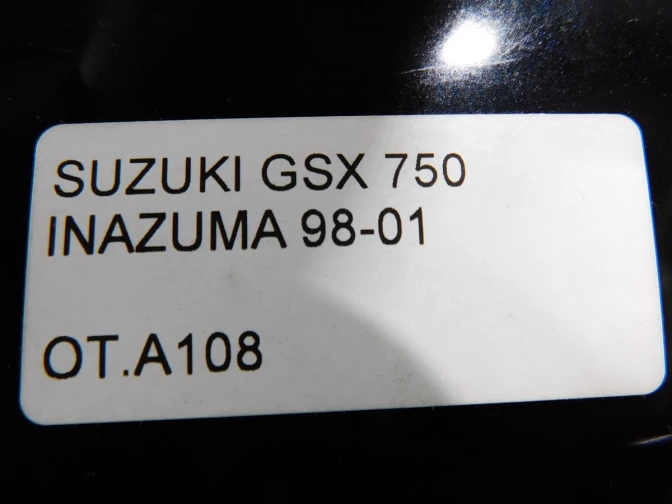 SUZUKI GSX 750
INAZUMA 98-01
OT.A108